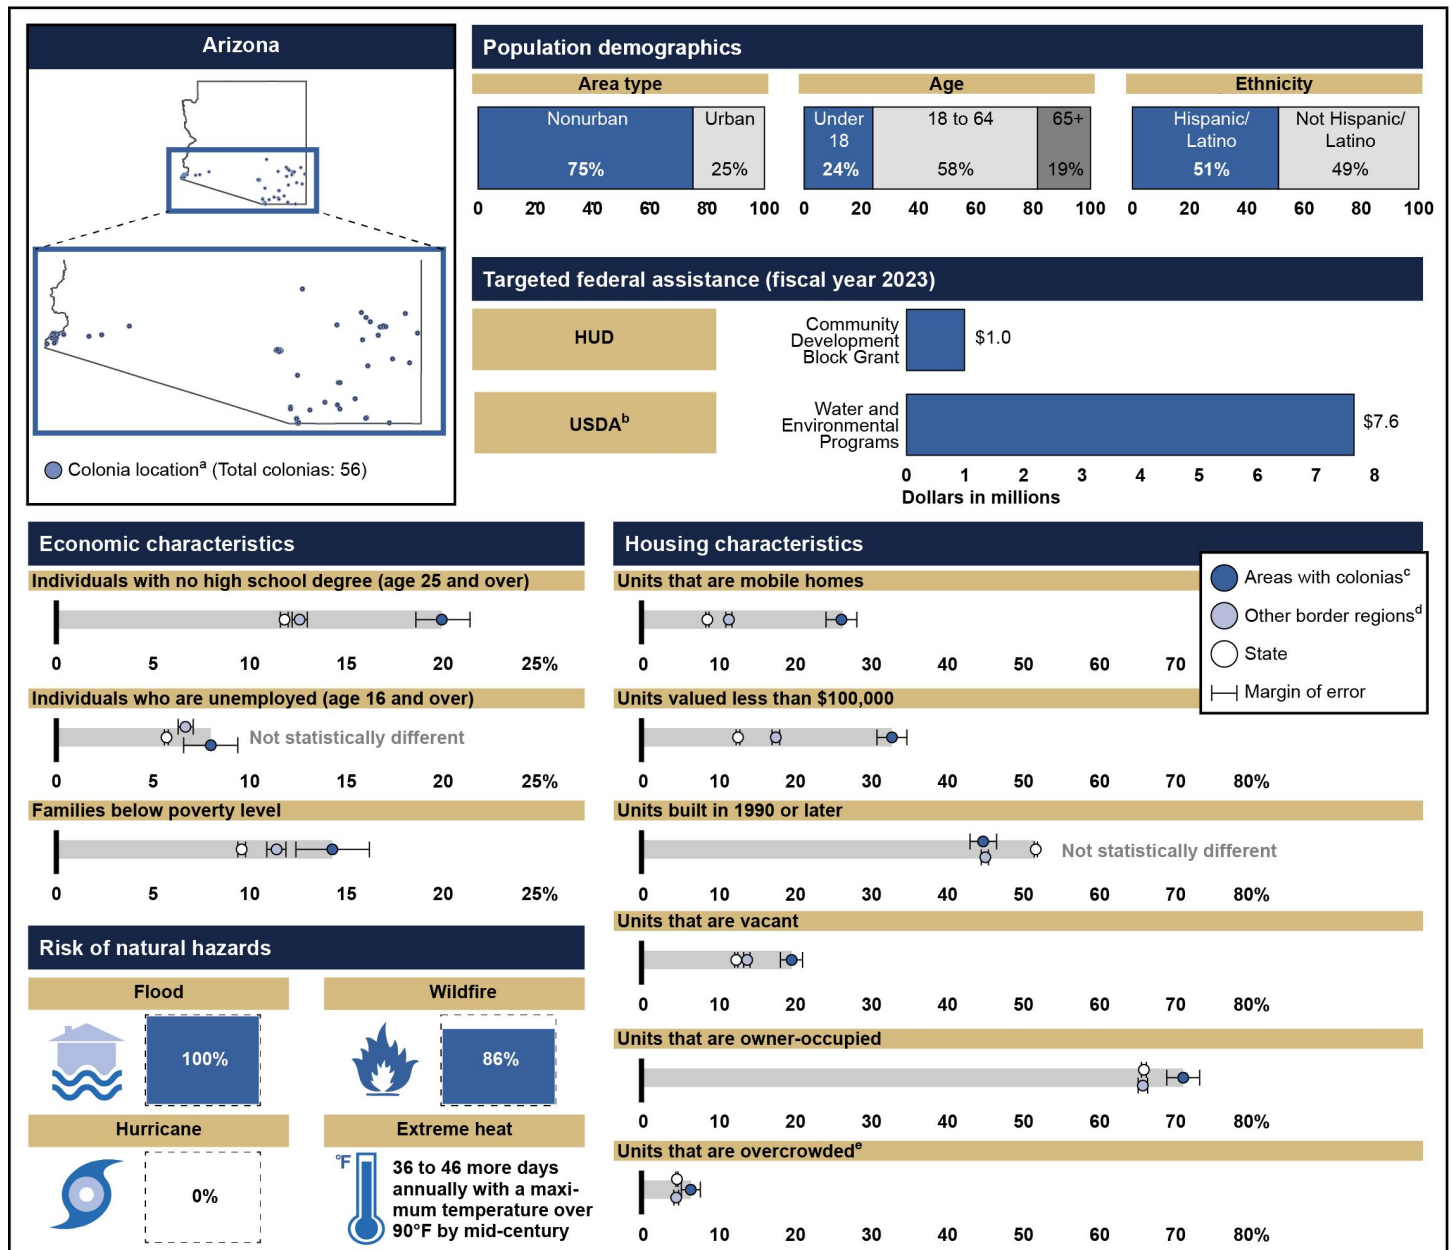 Arizona
Colonia locationa (Total colonias: 56)
Population demographics
Area type
Nonurban
75%
Urban
25%
0 20 40 60 80 100
Age
Under
18
24%
18 to 64
58%
65+
19%
0 20 40 60 80 100
Ethnicity
Hispanic/
Latino
51%
Not Hispanic/
Latino
49%
0 20 40 60 80 100
Targeted federal assistance (fiscal year 2023)
HUD
Community
Development
Block Grant
$1.0
USDAb
Water and
Environmental
Programs
$7.6
0 1 2 3 4 5 6 7 8
Dollars in millions
Economic characteristics
Individuals with no high school degree (age 25 and over)
0 5 10 15 20 25%
Individuals who are unemployed (age 16 and over)
Not statistically different
0 5 10 15 20 25%
Families below poverty level
0 5 10 15 20 25%
Risk of natural hazards
Flood
100%
Wildfire
86%
Hurricane
0%
Extreme heat
°F
36 to 46 more days
annually with a maxi-
mum temperature over
90°F by mid-century
Housing characteristics
Areas with coloniasc
Other border regionsd
State
Margin of error
Units that are mobile homes
0 10 20 30 40 50 60 70
Units valued less than $100,000
0 10 20 30 40 50 60 70 80%
Units built in 1990 or later
Not statistically different
0 10 20 30 40 50 60 70 80%
Units that are vacant
0 10 20 30 40 50 60 70 80%
Units that are owner-occupied
0 10 20 30 40 50 60 70 80%
Units that are overcrowdede
0 10 20 30 40 50 60 70 80%